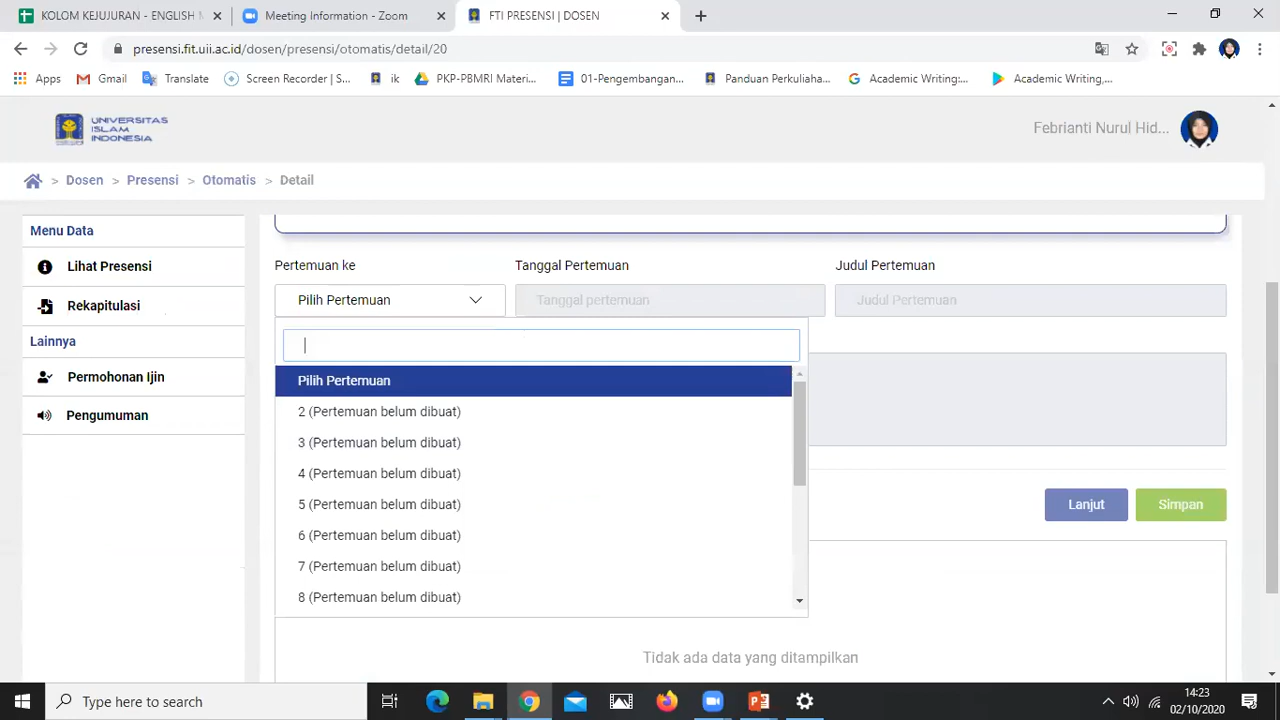 KOLOM KEJUJURAN - ENGLISH M
Meeting Information - Zoom
FTI PRESENSI | DOSEN
presensi.fit.uii.ac.id/dosen/presensi/otomatis/detail/20
Apps
Gmail
Translate
Screen Recorder | S...
ik
PKP-PBMRI Materi...
01-Pengembangan...
Panduan Perkuliaha...
Academic Writing:...
Academic Writing,...
UNIVERSITAS
ISLAM
INDONESIA
Febrianti Nurul Hid...
> Dosen > Presensi > Otomatis > Detail
Menu Data
Lihat Presensi
Rekapitulasi
Lainnya
Permohonan Ijin
Pengumuman
Pertemuan ke
Tanggal Pertemuan
Judul Pertemuan
Pilih Pertemuan
Tanggal pertemuan
Judul Pertemuan
Pilih Pertemuan
2 (Pertemuan belum dibuat)
3 (Pertemuan belum dibuat)
4 (Pertemuan belum dibuat)
5 (Pertemuan belum dibuat)
6 (Pertemuan belum dibuat)
7 (Pertemuan belum dibuat)
8 (Pertemuan belum dibuat)
Lanjut
Simpan
Tidak ada data yang ditampilkan
Type here to search
14:23
02/10/2020